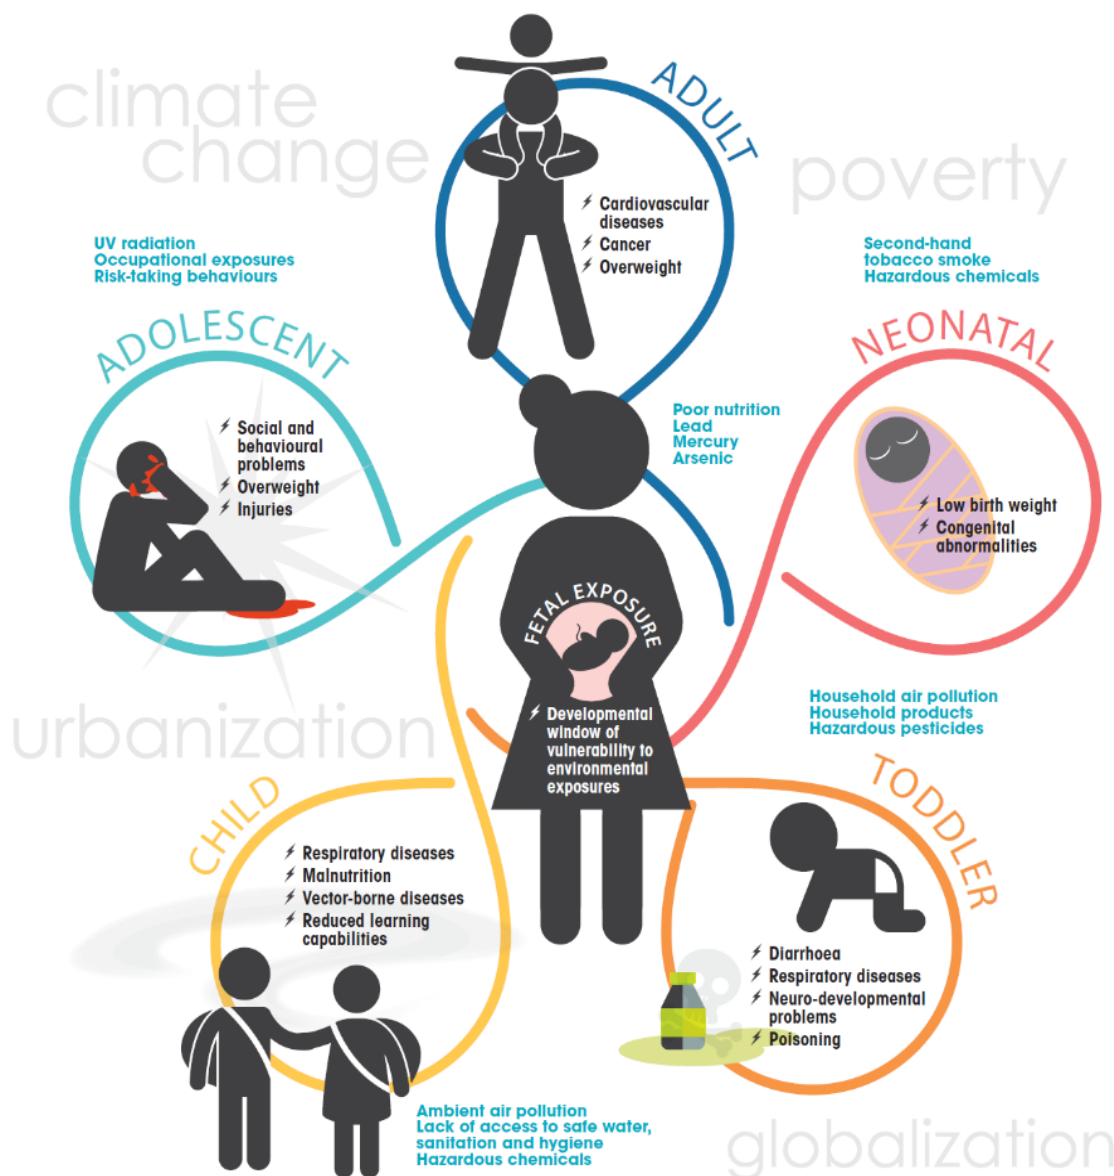 climate
change
poverty
ADULT
Cardiovascular
diseases
Cancer
Overweight
UV radiation
Occupational exposures
Risk-taking behaviours
ADOLESCENT
Social and
behavioural
problems
Overweight
Injuries
Second-hand
tobacco smoke
Hazardous chemicals
NEONATAL
Low birth weight
Congenital
abnormalities
Poor nutrition
Lead
Mercury
Arsenic
FETAL EXPOSURE
Developmental
window of
vulnerability to
environmental
exposures
urbanization
Household air pollution
Household products
Hazardous pesticides
TODDLER
Diarrhoea
Respiratory diseases
Neuro-developmental
problems
Poisoning
CHILD
Respiratory diseases
Malnutrition
Vector-borne diseases
Reduced learning
capabilities
Ambient air pollution
Lack of access to safe water,
sanitation and hygiene
Hazardous chemicals
globalization